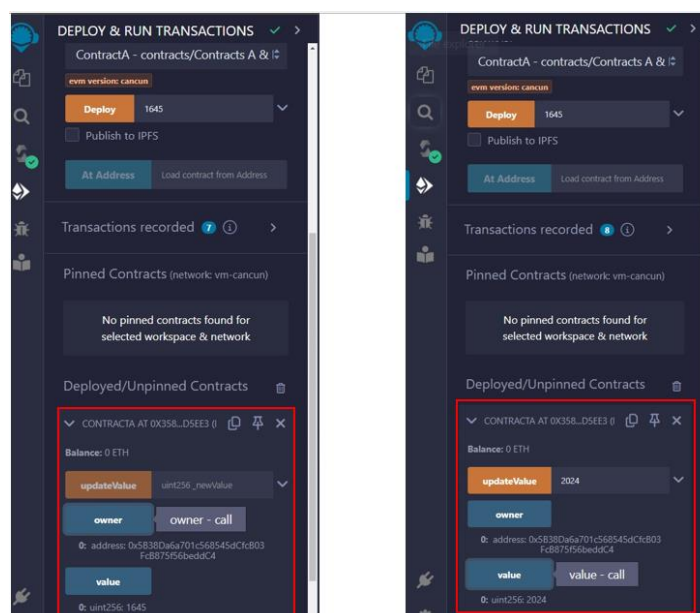 DEPLOY & RUN TRANSACTIONS
ContractA - contracts/Contracts A &
evm version: cancun
Deploy 1645
Publish to IPFS
At Address Load contract from Address
Transactions recorded 7 i
Pinned Contracts (network: vm-cancun)
No pinned contracts found for
selected workspace & network
Deployed/Unpinned Contracts
CONTRACTA AT 0X358...D5EE3 (
Balance: 0 ETH
updateValue uint256 _newValue
owner owner - call
0: address: 0x5B38Da6a701c568545dCfcB03
FcB875f56beddC4
value
0: uint256: 1645
DEPLOY & RUN TRANSACTIONS
ContractA - contracts/Contracts A &
evm version: cancun
Deploy 1645
Publish to IPFS
At Address Load contract from Address
Transactions recorded 8 i
Pinned Contracts (network: vm-cancun)
No pinned contracts found for
selected workspace & network
Deployed/Unpinned Contracts
CONTRACTA AT 0X358...D5EE3 (
Balance: 0 ETH
updateValue 2024
owner
0: address: 0x5B38Da6a701c568545dCfcB03
FcB875f56beddC4
value value - call
0: uint256: 2024